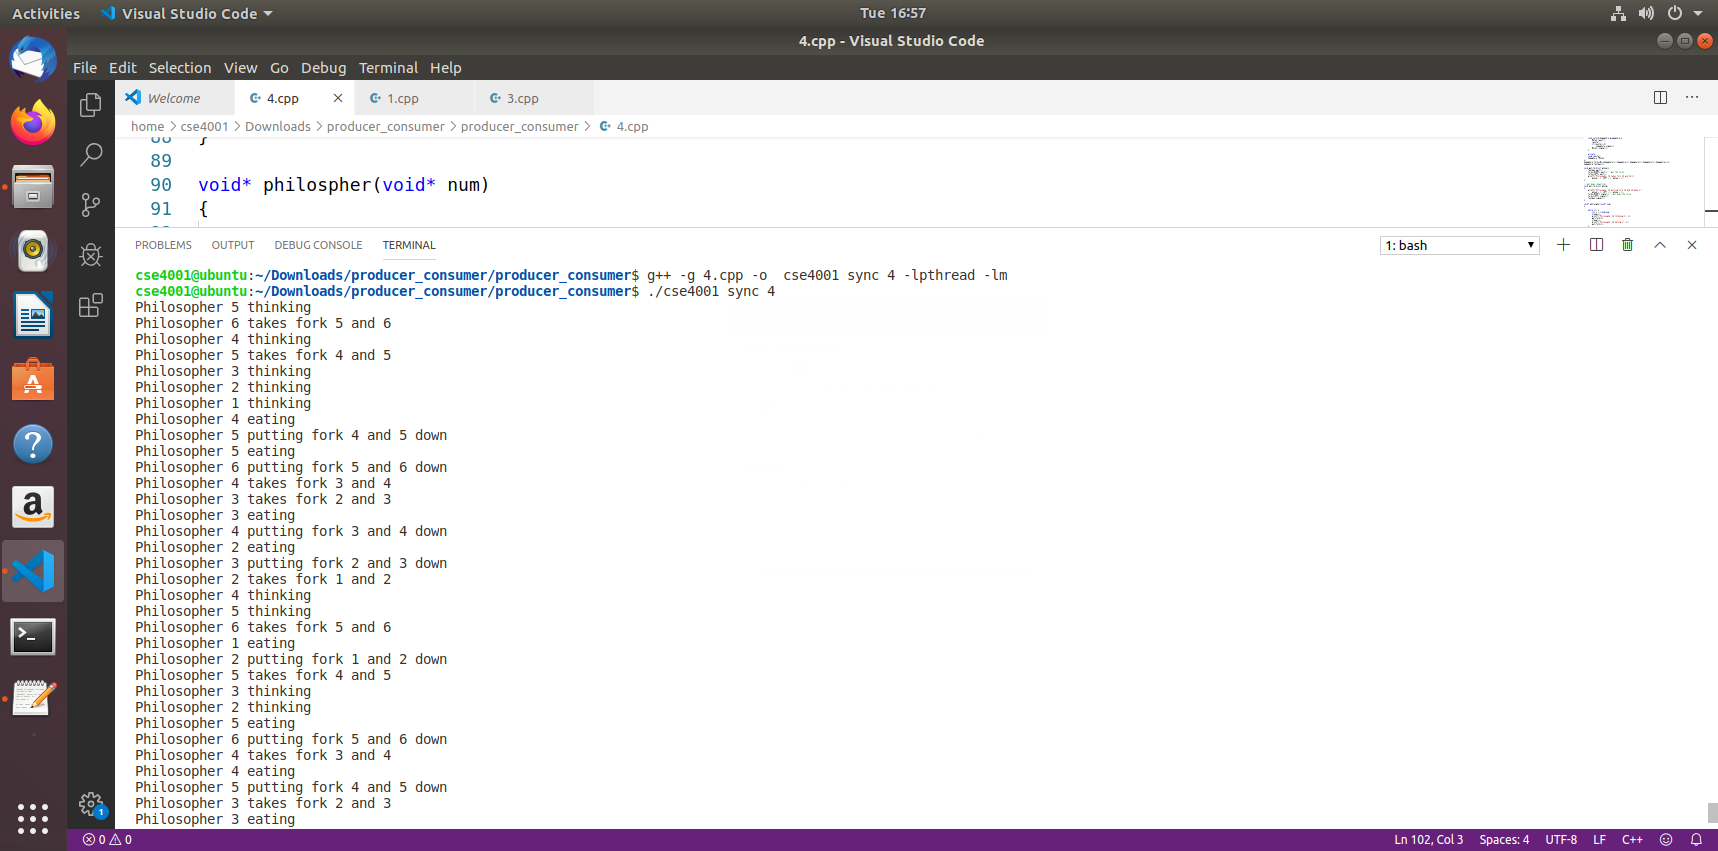 Activities Visual Studio Code Tue 16:57
4.cpp - Visual Studio Code
File Edit Selection View Go Debug Terminal Help
Welcome 4.cpp 1.cpp 3.cpp
home > cse4001 > Downloads > producer_consumer > producer_consumer > 4.cpp
88 }
89
90 void* philospher(void* num)
91 {
PROBLEMS OUTPUT DEBUG CONSOLE TERMINAL 1: bash
cse4001@ubuntu:~/Downloads/producer_consumer/producer_consumer$ g++ -g 4.cpp -o  cse4001 sync 4 -lpthread -lm
cse4001@ubuntu:~/Downloads/producer_consumer/producer_consumer$ ./cse4001 sync 4
Philosopher 5 thinking
Philosopher 6 takes fork 5 and 6
Philosopher 4 thinking
Philosopher 5 takes fork 4 and 5
Philosopher 3 thinking
Philosopher 2 thinking
Philosopher 1 thinking
Philosopher 4 eating
Philosopher 5 putting fork 4 and 5 down
Philosopher 5 eating
Philosopher 6 putting fork 5 and 6 down
Philosopher 4 takes fork 3 and 4
Philosopher 3 takes fork 2 and 3
Philosopher 3 eating
Philosopher 4 putting fork 3 and 4 down
Philosopher 2 eating
Philosopher 3 putting fork 2 and 3 down
Philosopher 2 takes fork 1 and 2
Philosopher 4 thinking
Philosopher 5 thinking
Philosopher 6 takes fork 5 and 6
Philosopher 1 eating
Philosopher 2 putting fork 1 and 2 down
Philosopher 5 takes fork 4 and 5
Philosopher 3 thinking
Philosopher 2 thinking
Philosopher 5 eating
Philosopher 6 putting fork 5 and 6 down
Philosopher 4 takes fork 3 and 4
Philosopher 4 eating
Philosopher 5 putting fork 4 and 5 down
Philosopher 3 takes fork 2 and 3
Philosopher 3 eating
1
0 0 Ln 102, Col 3 Spaces: 4 UTF-8 LF C++